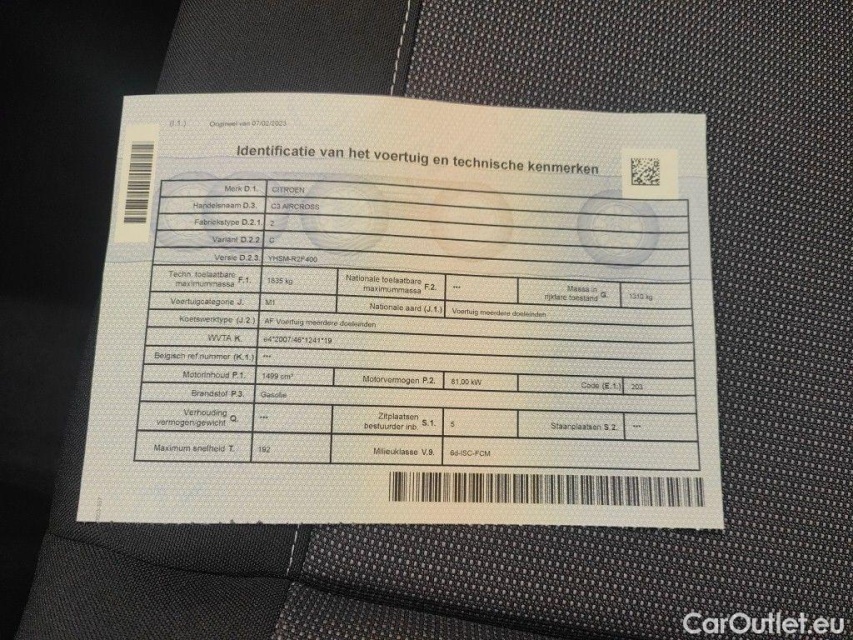 (I.1.) Origineel van 07/02/2023
Identificatie van het voertuig en technische kenmerken
Merk D.1. CITROEN
Handelsnaam D.3. C3 AIRCROSS
Fabriekstype D.2.1 2
Variant D.2.2. C
Versie D.2.3. YHSM-R2P400
Techn. toelaatbare maximummassa F.1. 1835 kg Nationale toelaatbare maximummassa F.2. --- Massa in rijdare toestand G. 1310 kg
Voertuigcategorie J. M1 Nationale aard (J.1.) Voertuig meerdere doeleinden
Koetswerktype (J.2.) AF Voertuig meerdere doeleinden
WVTA K. e4*2007/46*1241*19
Belgisch ref.nummer (K.1.) ---
Motorinhoud P.1. 1499 cm³ Motorvermogen P.2. 81,00 kW Code (E.1.) 203
Brandstof P.3. Gasolie
Verhouding vermogen/gewicht Q. --- Zitplaatsen bestuurder inb. S.1. 5 Staanplaatsen S.2. ---
Maximum snelheid T. 192 Milieuklasse V.9. 6d-ISC-FCM
CarOutlet.eu